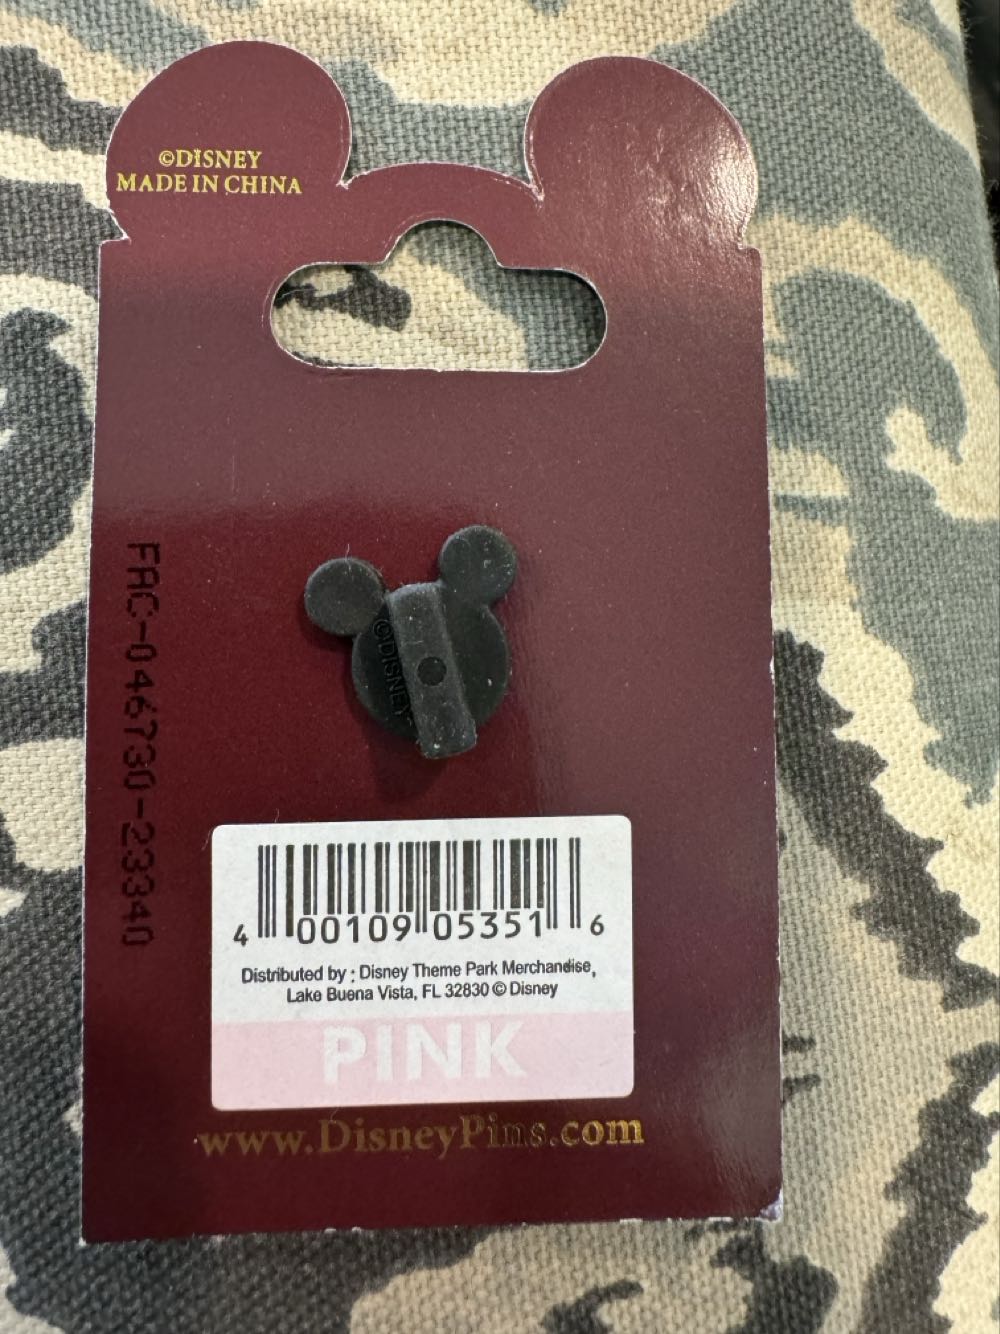 ©DISNEY
MADE IN CHINA
FAC-046730-23340
©DISNEY
4 00109 05351 6
Distributed by : Disney Theme Park Merchandise,
Lake Buena Vista, FL 32830 © Disney
PINK
www.DisneyPins.com